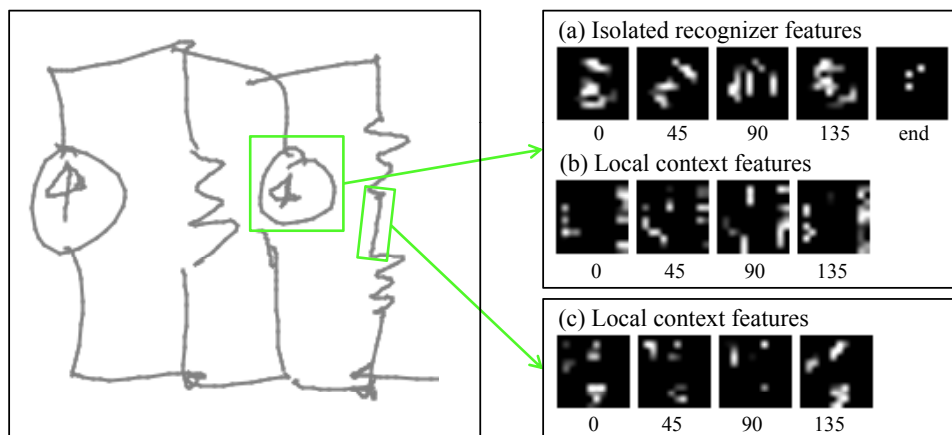 (a) Isolated recognizer features
0 45 90 135 end
(b) Local context features
0 45 90 135
(c) Local context features
0 45 90 135